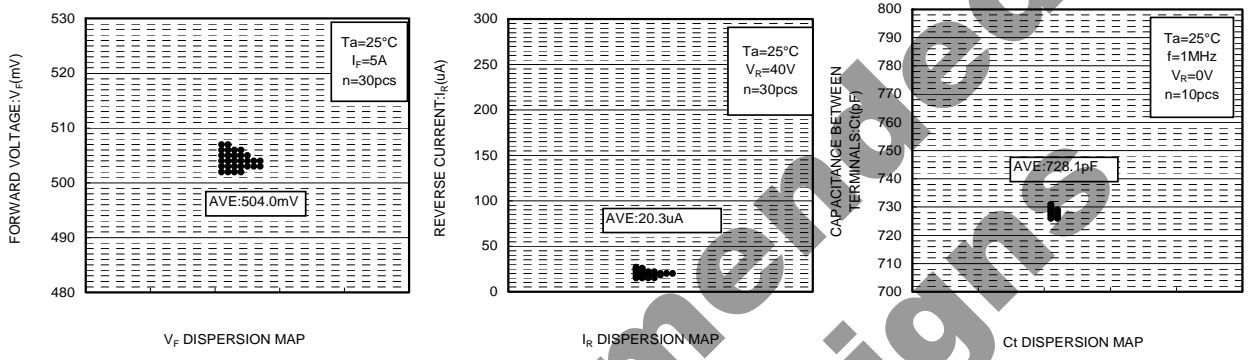 530
520
510
500
490
480
FORWARD VOLTAGE:VF(mV)
Ta=25°C
IF=5A
n=30pcs
AVE:504.0mV
VF DISPERSION MAP
300
250
200
150
100
50
0
REVERSE CURRENT:IR(uA)
Ta=25°C
VR=40V
n=30pcs
AVE:20.3uA
IR DISPERSION MAP
800
790
780
770
760
750
740
730
720
710
700
CAPACITANCE BETWEEN
TERMINALS:Ct(pF)
Ta=25°C
f=1MHz
VR=0V
n=10pcs
AVE:728.1pF
Ct DISPERSION MAP